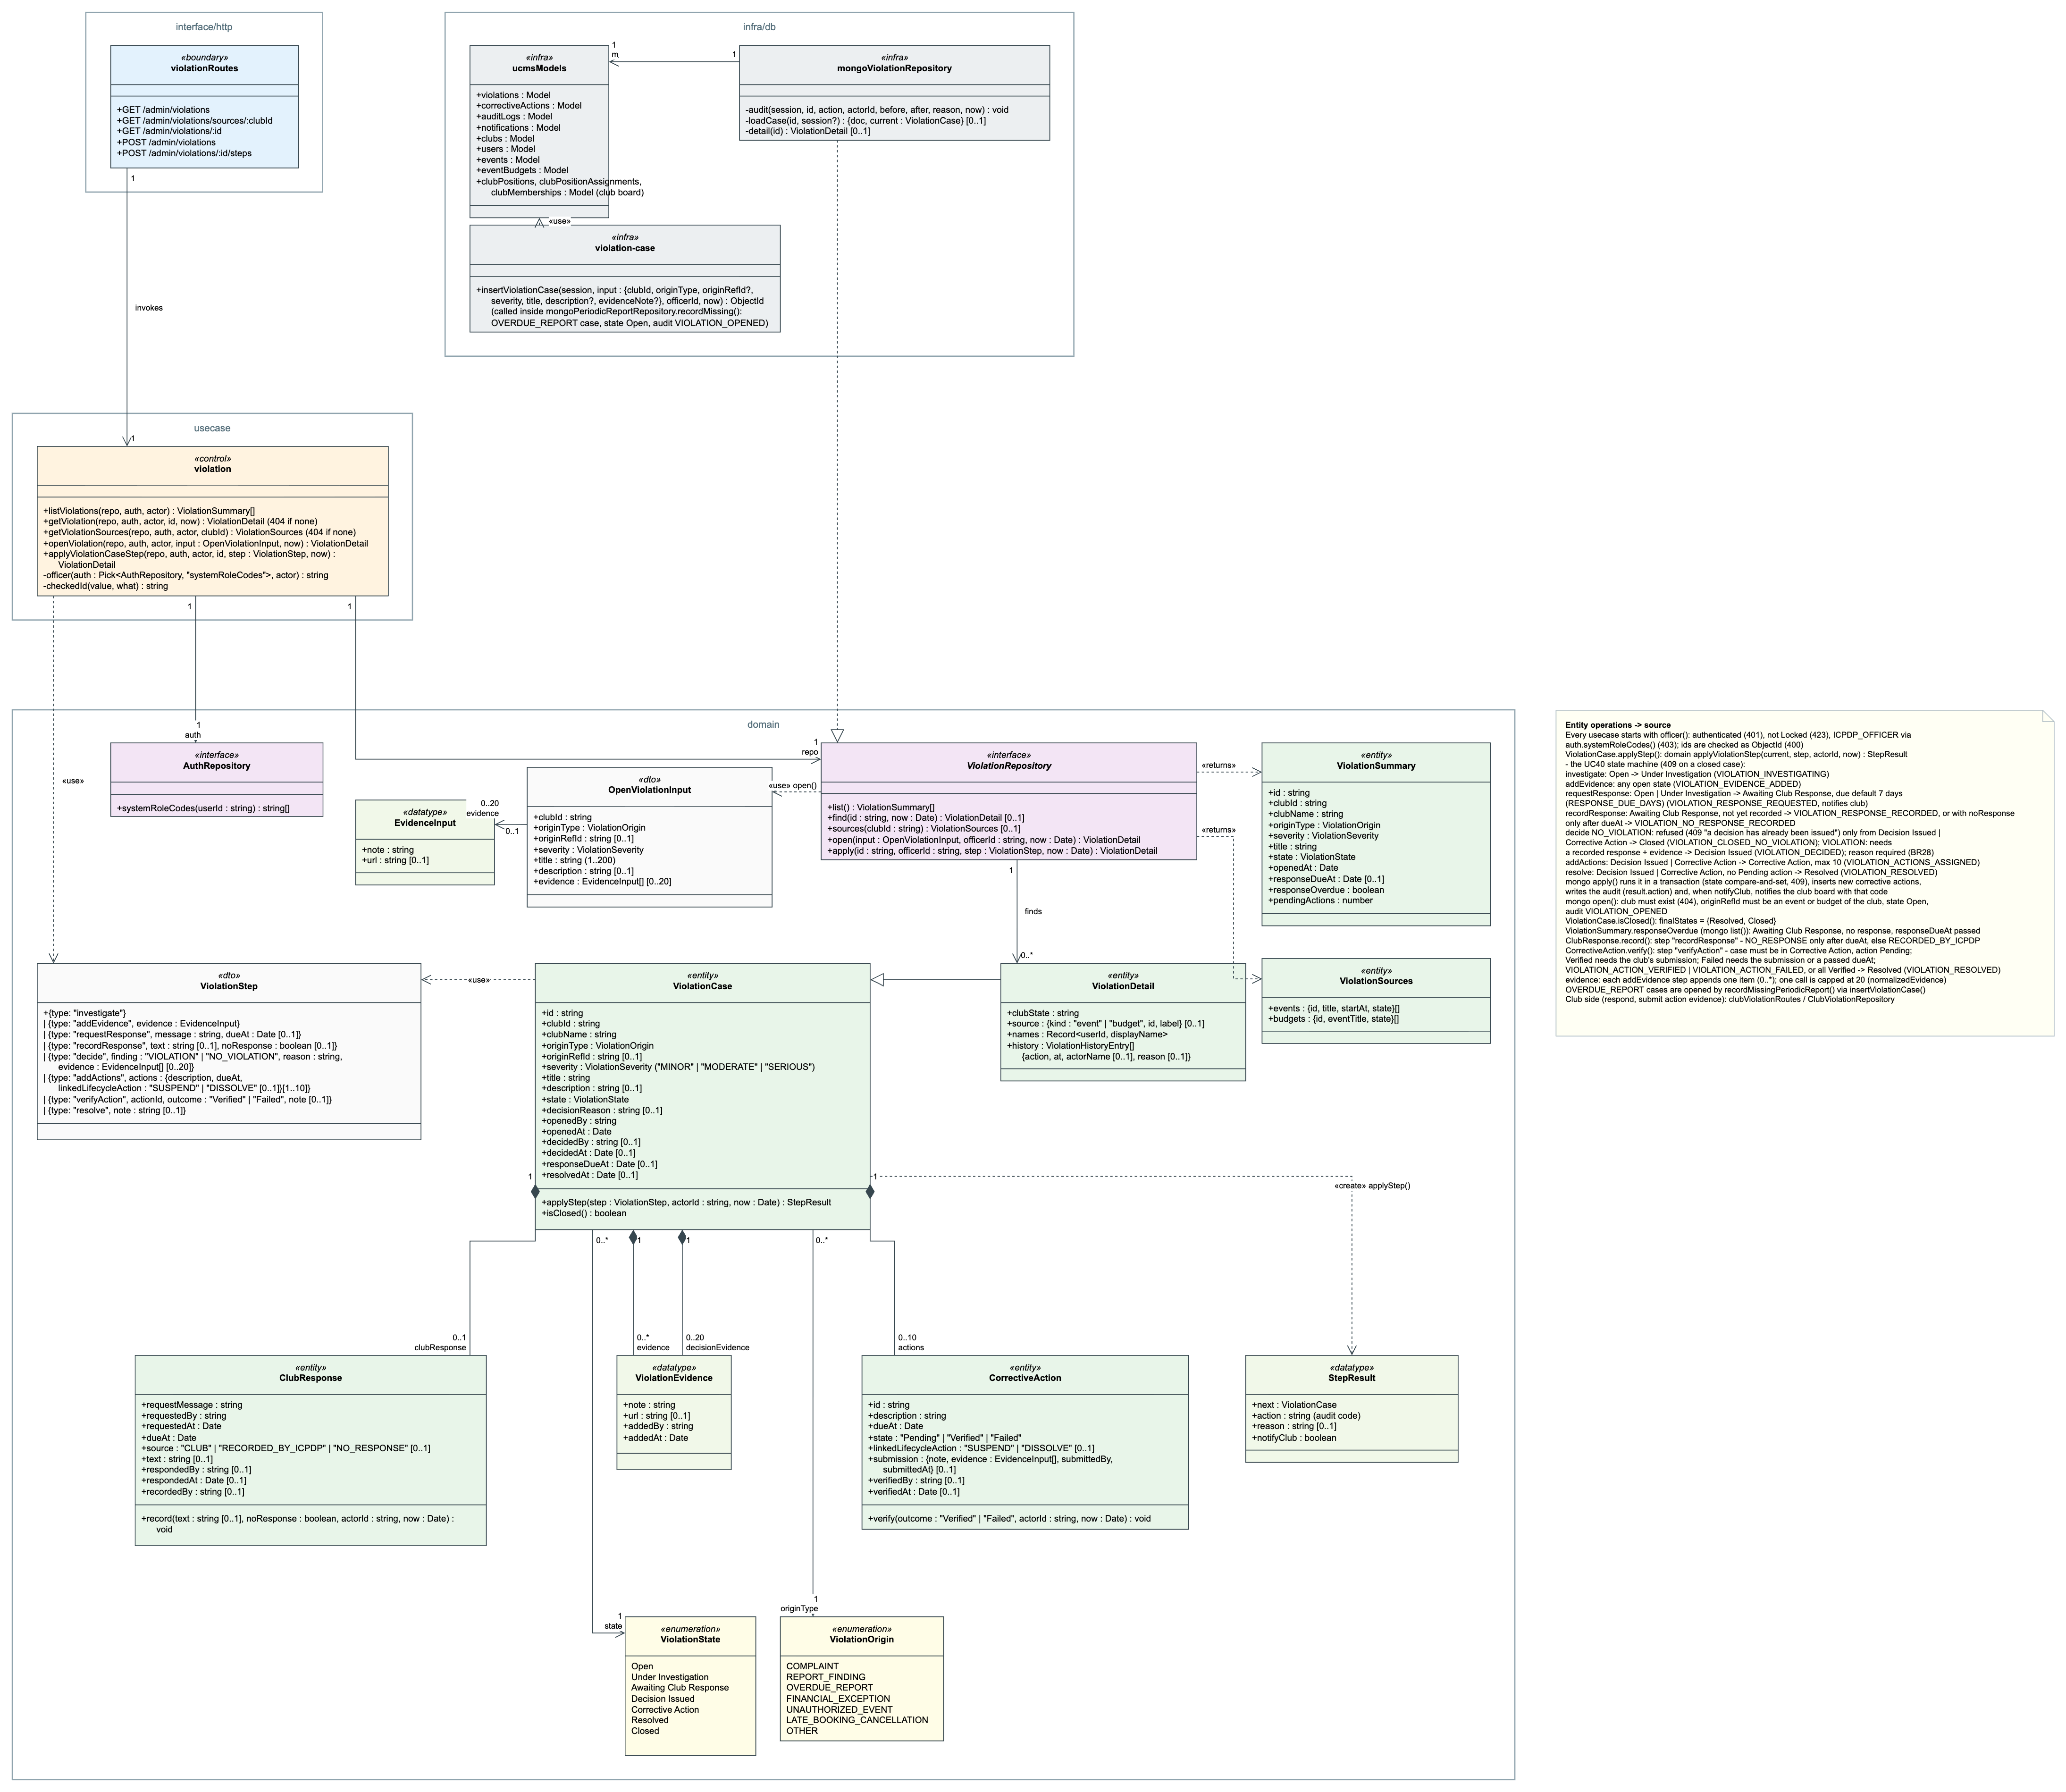 interface/http
«boundary»
violationRoutes
+GET /admin/violations
+GET /admin/violations/sources/:clubId
+GET /admin/violations/:id
+POST /admin/violations
+POST /admin/violations/:id/steps
1
invokes
1
infra/db
«infra»
ucmsModels
+violations : Model
+correctiveActions : Model
+auditLogs : Model
+notifications : Model
+clubs : Model
+users : Model
+events : Model
+eventBudgets : Model
+clubPositions, clubPositionAssignments,
clubMemberships : Model (club board)
1
m
1
«infra»
mongoViolationRepository
-audit(session, id, action, actorId, before, after, reason, now) : void
-loadCase(id, session?) : {doc, current : ViolationCase} [0..1]
-detail(id) : ViolationDetail [0..1]
«use»
«infra»
violation-case
+insertViolationCase(session, input : {clubId, originType, originRefId?,
severity, title, description?, evidenceNote?}, officerId, now) : ObjectId
(called inside mongoPeriodicReportRepository.recordMissing():
OVERDUE_REPORT case, state Open, audit VIOLATION_OPENED)
usecase
«control»
violation
+listViolations(repo, auth, actor) : ViolationSummary[]
+getViolation(repo, auth, actor, id, now) : ViolationDetail (404 if none)
+getViolationSources(repo, auth, actor, clubId) : ViolationSources (404 if none)
+openViolation(repo, auth, actor, input : OpenViolationInput, now) : ViolationDetail
+applyViolationCaseStep(repo, auth, actor, id, step : ViolationStep, now) :
ViolationDetail
-officer(auth : Pick<AuthRepository, "systemRoleCodes">, actor) : string
-checkedId(value, what) : string
1
1
«use»
domain
1
auth
«interface»
AuthRepository
+systemRoleCodes(userId : string) : string[]
1
repo
«interface»
ViolationRepository
+list() : ViolationSummary[]
+find(id : string, now : Date) : ViolationDetail [0..1]
+sources(clubId : string) : ViolationSources [0..1]
+open(input : OpenViolationInput, officerId : string, now : Date) : ViolationDetail
+apply(id : string, officerId : string, step : ViolationStep, now : Date) : ViolationDetail
«use» open()
«dto»
OpenViolationInput
+clubId : string
+originType : ViolationOrigin
+originRefId : string [0..1]
+severity : ViolationSeverity
+title : string (1..200)
+description : string [0..1]
+evidence : EvidenceInput[] [0..20]
0..20
evidence
0..1
«datatype»
EvidenceInput
+note : string
+url : string [0..1]
«returns»
«returns»
«entity»
ViolationSummary
+id : string
+clubId : string
+clubName : string
+originType : ViolationOrigin
+severity : ViolationSeverity
+title : string
+state : ViolationState
+openedAt : Date
+responseDueAt : Date [0..1]
+responseOverdue : boolean
+pendingActions : number
1
finds
0..*
«dto»
ViolationStep
+{type: "investigate"}
| {type: "addEvidence", evidence : EvidenceInput}
| {type: "requestResponse", message : string, dueAt : Date [0..1]}
| {type: "recordResponse", text : string [0..1], noResponse : boolean [0..1]}
| {type: "decide", finding : "VIOLATION" | "NO_VIOLATION", reason : string,
evidence : EvidenceInput[] [0..20]}
| {type: "addActions", actions : {description, dueAt,
linkedLifecycleAction : "SUSPEND" | "DISSOLVE" [0..1]}[1..10]}
| {type: "verifyAction", actionId, outcome : "Verified" | "Failed", note [0..1]}
| {type: "resolve", note : string [0..1]}
«use»
«entity»
ViolationCase
+id : string
+clubId : string
+clubName : string
+originType : ViolationOrigin
+originRefId : string [0..1]
+severity : ViolationSeverity ("MINOR" | "MODERATE" | "SERIOUS")
+title : string
+description : string [0..1]
+state : ViolationState
+decisionReason : string [0..1]
+openedBy : string
+openedAt : Date
+decidedBy : string [0..1]
+decidedAt : Date [0..1]
+responseDueAt : Date [0..1]
+resolvedAt : Date [0..1]
+applyStep(step : ViolationStep, actorId : string, now : Date) : StepResult
+isClosed() : boolean
«entity»
ViolationDetail
+clubState : string
+source : {kind : "event" | "budget", id, label} [0..1]
+names : Record<userId, displayName>
+history : ViolationHistoryEntry[]
{action, at, actorName [0..1], reason [0..1]}
«entity»
ViolationSources
+events : {id, title, startAt, state}[]
+budgets : {id, eventTitle, state}[]
1
1
«create» applyStep()
0..*
1
1
0..*
0..1
clubResponse
0..*
evidence
0..20
decisionEvidence
0..10
actions
«entity»
ClubResponse
+requestMessage : string
+requestedBy : string
+requestedAt : Date
+dueAt : Date
+source : "CLUB" | "RECORDED_BY_ICPDP" | "NO_RESPONSE" [0..1]
+text : string [0..1]
+respondedBy : string [0..1]
+respondedAt : Date [0..1]
+recordedBy : string [0..1]
+record(text : string [0..1], noResponse : boolean, actorId : string, now : Date) :
void
«datatype»
ViolationEvidence
+note : string
+url : string [0..1]
+addedBy : string
+addedAt : Date
«entity»
CorrectiveAction
+id : string
+description : string
+dueAt : Date
+state : "Pending" | "Verified" | "Failed"
+linkedLifecycleAction : "SUSPEND" | "DISSOLVE" [0..1]
+submission : {note, evidence : EvidenceInput[], submittedBy,
submittedAt} [0..1]
+verifiedBy : string [0..1]
+verifiedAt : Date [0..1]
+verify(outcome : "Verified" | "Failed", actorId : string, now : Date) : void
«datatype»
StepResult
+next : ViolationCase
+action : string (audit code)
+reason : string [0..1]
+notifyClub : boolean
1
state
«enumeration»
ViolationState
Open
Under Investigation
Awaiting Club Response
Decision Issued
Corrective Action
Resolved
Closed
1
originType
«enumeration»
ViolationOrigin
COMPLAINT
REPORT_FINDING
OVERDUE_REPORT
FINANCIAL_EXCEPTION
UNAUTHORIZED_EVENT
LATE_BOOKING_CANCELLATION
OTHER
Entity operations -> source
Every usecase starts with officer(): authenticated (401), not Locked (423), ICPDP_OFFICER via
auth.systemRoleCodes() (403); ids are checked as ObjectId (400)
ViolationCase.applyStep(): domain applyViolationStep(current, step, actorId, now) : StepResult
- the UC40 state machine (409 on a closed case):
investigate: Open -> Under Investigation (VIOLATION_INVESTIGATING)
addEvidence: any open state (VIOLATION_EVIDENCE_ADDED)
requestResponse: Open | Under Investigation -> Awaiting Club Response, due default 7 days
(RESPONSE_DUE_DAYS) (VIOLATION_RESPONSE_REQUESTED, notifies club)
recordResponse: Awaiting Club Response, not yet recorded -> VIOLATION_RESPONSE_RECORDED, or with noResponse
only after dueAt -> VIOLATION_NO_RESPONSE_RECORDED
decide NO_VIOLATION: refused (409 "a decision has already been issued") only from Decision Issued |
Corrective Action -> Closed (VIOLATION_CLOSED_NO_VIOLATION); VIOLATION: needs
a recorded response + evidence -> Decision Issued (VIOLATION_DECIDED); reason required (BR28)
addActions: Decision Issued | Corrective Action -> Corrective Action, max 10 (VIOLATION_ACTIONS_ASSIGNED)
resolve: Decision Issued | Corrective Action, no Pending action -> Resolved (VIOLATION_RESOLVED)
mongo apply() runs it in a transaction (state compare-and-set, 409), inserts new corrective actions,
writes the audit (result.action) and, when notifyClub, notifies the club board with that code
mongo open(): club must exist (404), originRefId must be an event or budget of the club, state Open,
audit VIOLATION_OPENED
ViolationCase.isClosed(): finalStates = {Resolved, Closed}
ViolationSummary.responseOverdue (mongo list()): Awaiting Club Response, no response, responseDueAt passed
ClubResponse.record(): step "recordResponse" - NO_RESPONSE only after dueAt, else RECORDED_BY_ICPDP
CorrectiveAction.verify(): step "verifyAction" - case must be in Corrective Action, action Pending;
Verified needs the club's submission; Failed needs the submission or a passed dueAt;
VIOLATION_ACTION_VERIFIED | VIOLATION_ACTION_FAILED, or all Verified -> Resolved (VIOLATION_RESOLVED)
evidence: each addEvidence step appends one item (0..*); one call is capped at 20 (normalizedEvidence)
OVERDUE_REPORT cases are opened by recordMissingPeriodicReport() via insertViolationCase()
Club side (respond, submit action evidence): clubViolationRoutes / ClubViolationRepository